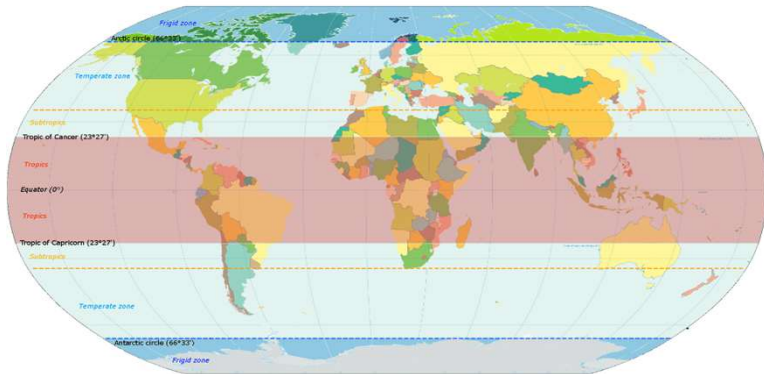 Frigid zone
Arctic circle (66°33')
Temperate zone
Subtropics
Tropic of Cancer (23°27')
Tropics
Equator (0°)
Tropics
Tropic of Capricorn (23°27')
Subtropics
Temperate zone
Antarctic circle (66°33')
Frigid zone